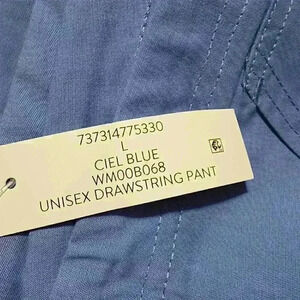 737314775330
L
CIEL BLUE
WM00B068
UNISEX DRAWSTRING PANT